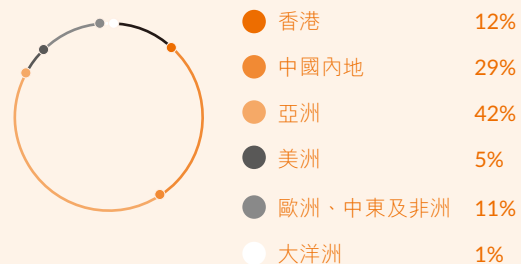 香港 12%
中國內地 29%
亞洲 42%
美洲 5%
歐洲、中東及非洲 11%
大洋洲 1%